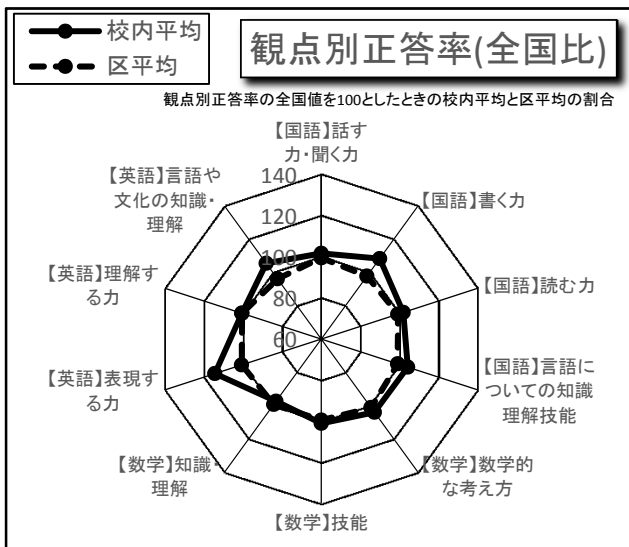 校内平均
区平均
観点別正答率(全国比)
観点別正答率の全国値を100としたときの校内平均と区平均の割合
【国語】話す
力・聞く力
【国語】書く力
【国語】読む力
【国語】言語に
ついての知識
理解技能
【数学】数学的
な考え方
【数学】技能
【数学】知識・
理解
【英語】表現す
る力
【英語】理解す
る力
【英語】言語や
文化の知識・
理解
140
120
100
80
60